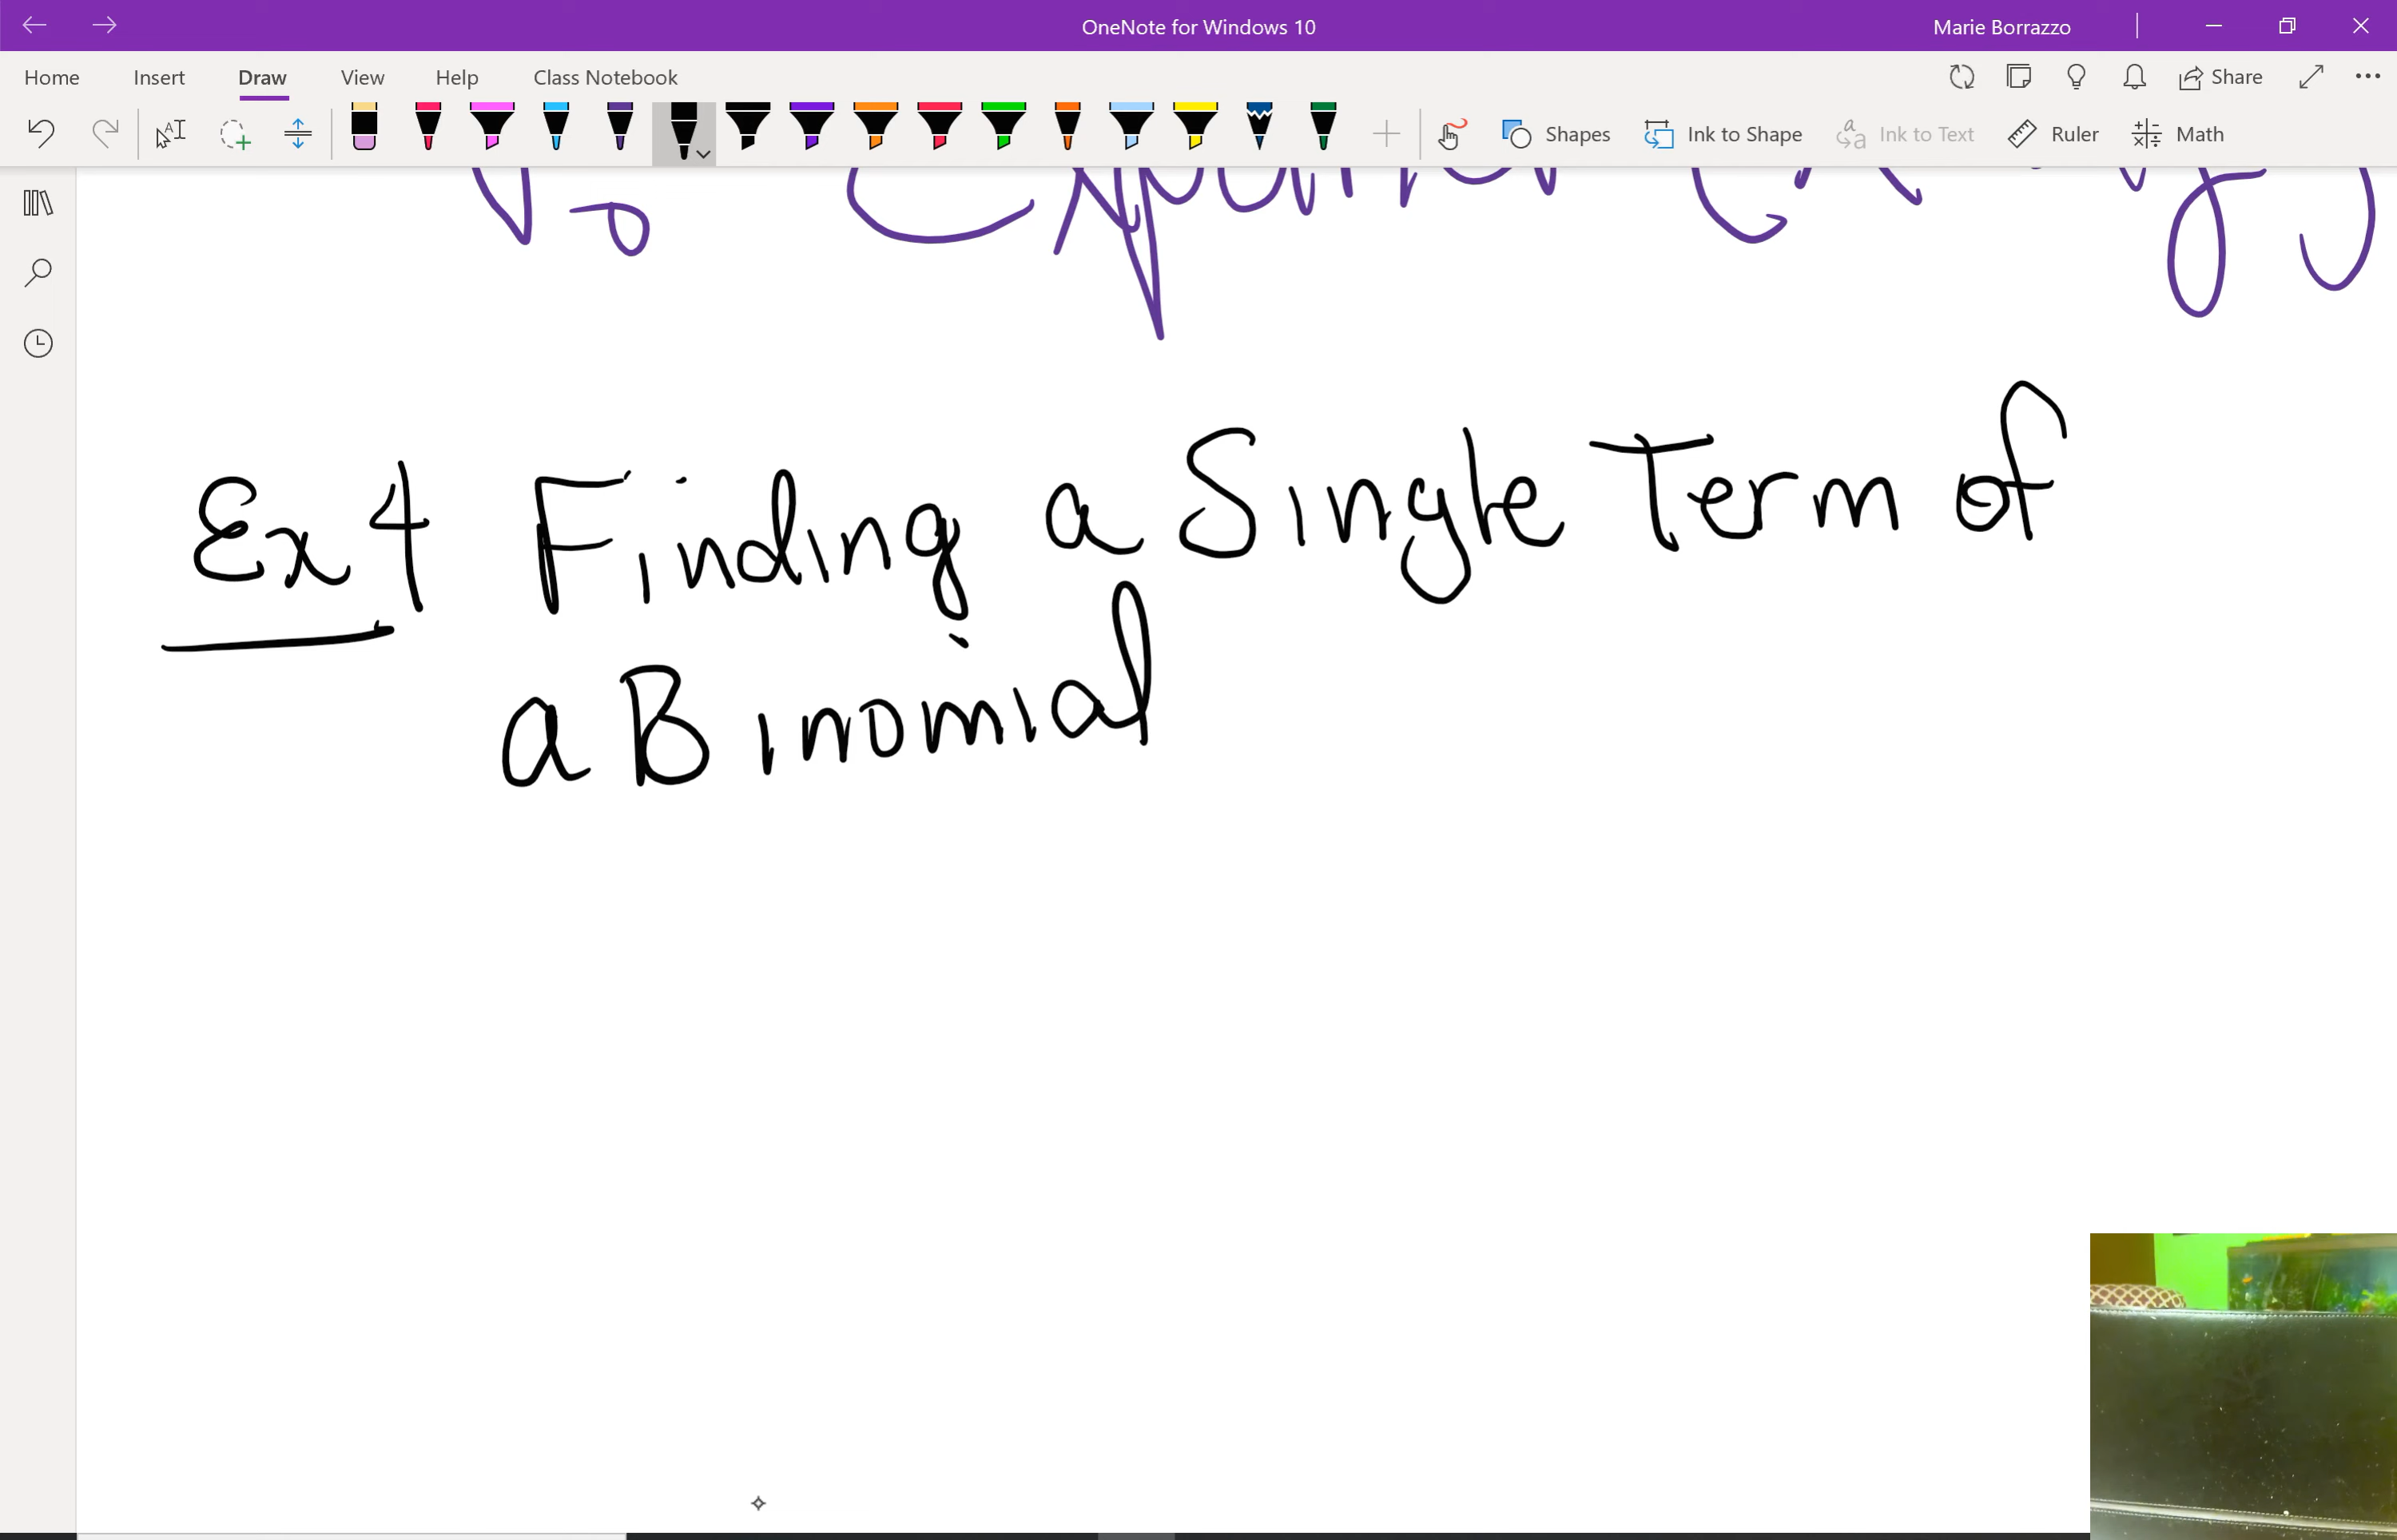 OneNote for Windows 10 Marie Borrazzo
Home Insert Draw View Help Class Notebook Share
Shapes Ink to Shape Ink to Text Ruler Math
Ex 4 Finding a Single Term of
a Binomial